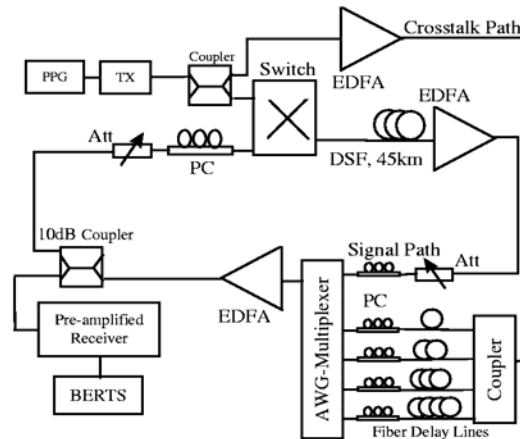 Coupler
Crosstalk Path
PPG
TX
EDFA
Switch
EDFA
Att
PC
DSF, 45km
10dB Coupler
Signal Path
Att
EDFA
PC
Pre-amplified
Receiver
AWG-Multiplexer
Coupler
BERTS
Fiber Delay Lines